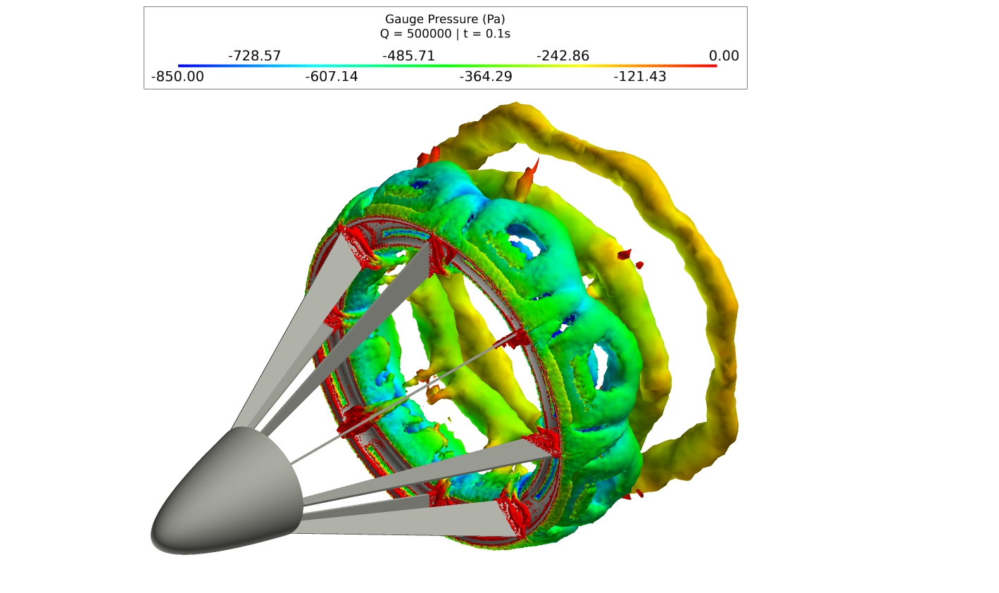 Gauge Pressure (Pa)
Q = 500000 | t = 0.1s
-728.57 -485.71 -242.86 0.00
-850.00 -607.14 -364.29 -121.43